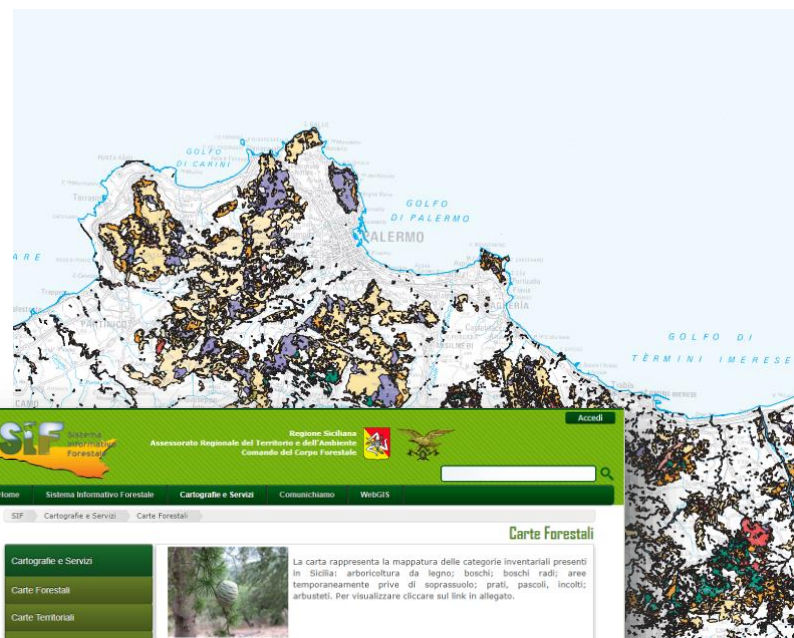 GOLFO
DI CARINI
GOLFO
DI PALERMO
PALERMO
ARE
GOLFO DI
TÈRMINI IMERESE
CAMO
Accedi
SIF
Sistema
Informativo
Forestale
Regione Siciliana
Assessorato Regionale del Territorio e dell'Ambiente
Comando del Corpo Forestale
Home Sistema Informativo Forestale Cartografie e Servizi Comunichiamo WebGIS
SIF Cartografie e Servizi Carte Forestali
Carte Forestali
Cartografie e Servizi
Carte Forestali
Carte Territoriali
La carta rappresenta la mappatura delle categorie inventariali presenti
in Sicilia: arboricoltura da legno; boschi; boschi radi; aree
temporaneamente prive di soprassuolo; prati, pascoli, incolti;
arbusteti. Per visualizzare cliccare sul link in allegato.